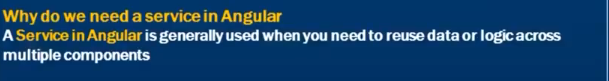 Why do we need a service in Angular
A Service in Angular is generally used when you need to reuse data or logic across
multiple components